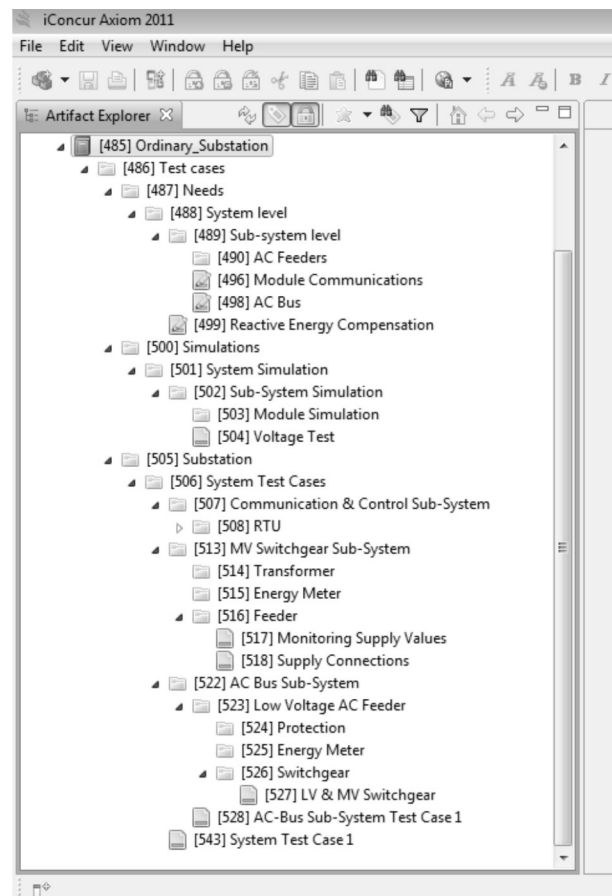 iConcur Axiom 2011
File Edit View Window Help
B I
Artifact Explorer
[485] Ordinary_Substation
[486] Test cases
[487] Needs
[488] System level
[489] Sub-system level
[490] AC Feeders
[496] Module Communications
[498] AC Bus
[499] Reactive Energy Compensation
[500] Simulations
[501] System Simulation
[502] Sub-System Simulation
[503] Module Simulation
[504] Voltage Test
[505] Substation
[506] System Test Cases
[507] Communication & Control Sub-System
[508] RTU
[513] MV Switchgear Sub-System
[514] Transformer
[515] Energy Meter
[516] Feeder
[517] Monitoring Supply Values
[518] Supply Connections
[522] AC Bus Sub-System
[523] Low Voltage AC Feeder
[524] Protection
[525] Energy Meter
[526] Switchgear
[527] LV & MV Switchgear
[528] AC-Bus Sub-System Test Case 1
[543] System Test Case 1